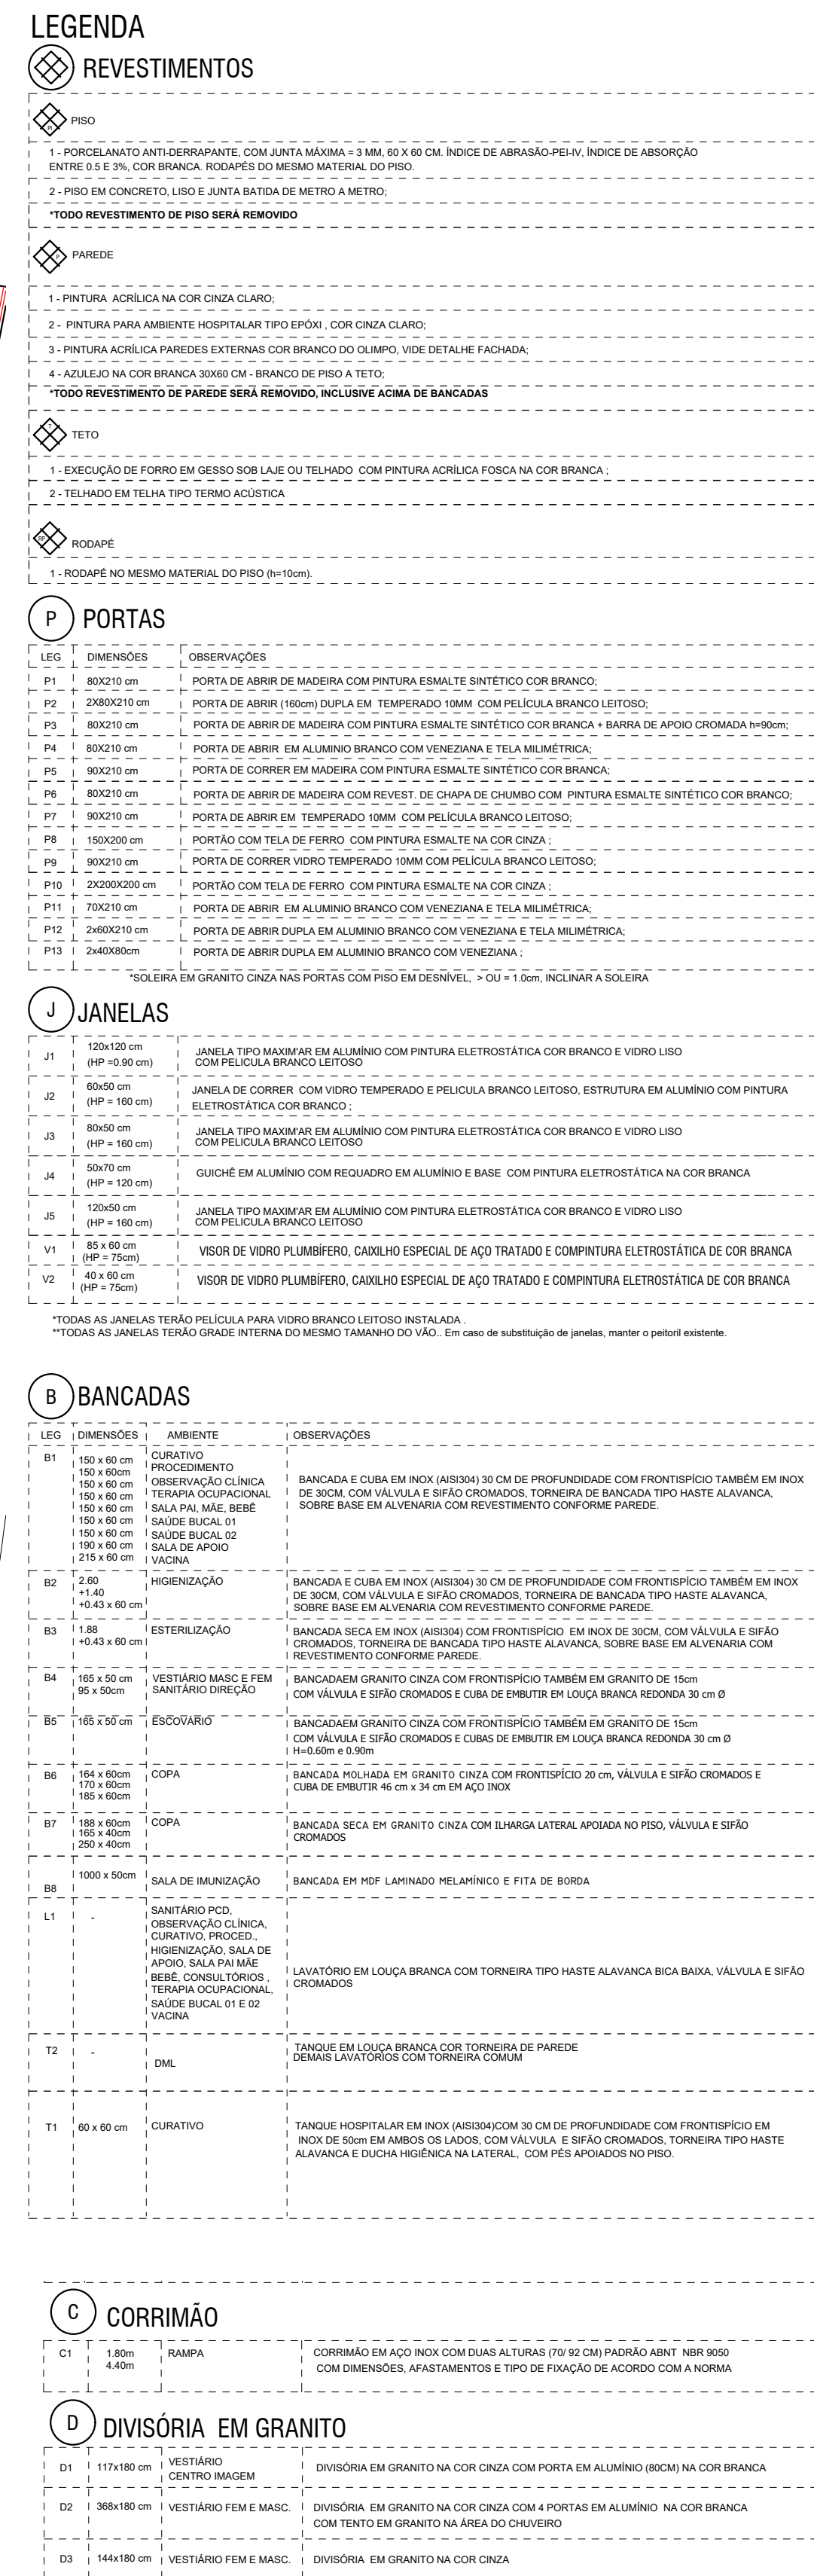 LEGENDA
REVESTIMENTOS
PI
PISO
1 - PORCELANATO ANTI-DERRAPANTE, COM JUNTA MÁXIMA = 3 MM, 60 X 60 CM. ÍNDICE DE ABRASÃO-PEI-IV, ÍNDICE DE ABSORÇÃO
ENTRE 0.5 E 3%, COR BRANCA. RODAPÉS DO MESMO MATERIAL DO PISO.
2 - PISO EM CONCRETO, LISO E JUNTA BATIDA DE METRO A METRO;
*TODO REVESTIMENTO DE PISO SERÁ REMOVIDO
P
PAREDE
1 - PINTURA ACRÍLICA NA COR CINZA CLARO;
2 - PINTURA PARA AMBIENTE HOSPITALAR TIPO EPÓXI , COR CINZA CLARO;
3 - PINTURA ACRÍLICA PAREDES EXTERNAS COR BRANCO DO OLIMPO, VIDE DETALHE FACHADA;
4 - AZULEJO NA COR BRANCA 30X60 CM - BRANCO DE PISO A TETO;
*TODO REVESTIMENTO DE PAREDE SERÁ REMOVIDO, INCLUSIVE ACIMA DE BANCADAS
T
TETO
1 - EXECUÇÃO DE FORRO EM GESSO SOB LAJE OU TELHADO COM PINTURA ACRÍLICA FOSCA NA COR BRANCA ;
2 - TELHADO EM TELHA TIPO TERMO ACÚSTICA
RP
RODAPÉ
1 - RODAPÉ NO MESMO MATERIAL DO PISO (h=10cm).
P PORTAS
LEG DIMENSÕES OBSERVAÇÕES
P1 80X210 cm PORTA DE ABRIR DE MADEIRA COM PINTURA ESMALTE SINTÉTICO COR BRANCO;
P2 2X80X210 cm PORTA DE ABRIR (160cm) DUPLA EM TEMPERADO 10MM COM PELÍCULA BRANCO LEITOSO;
P3 80X210 cm PORTA DE ABRIR DE MADEIRA COM PINTURA ESMALTE SINTÉTICO COR BRANCA + BARRA DE APOIO CROMADA h=90cm;
P4 80X210 cm PORTA DE ABRIR EM ALUMINIO BRANCO COM VENEZIANA E TELA MILIMÉTRICA;
P5 90X210 cm PORTA DE CORRER EM MADEIRA COM PINTURA ESMALTE SINTÉTICO COR BRANCA;
P6 80X210 cm PORTA DE ABRIR DE MADEIRA COM REVEST. DE CHAPA DE CHUMBO COM PINTURA ESMALTE SINTÉTICO COR BRANCO;
P7 90X210 cm PORTA DE ABRIR EM TEMPERADO 10MM COM PELÍCULA BRANCO LEITOSO;
P8 150X200 cm PORTÃO COM TELA DE FERRO COM PINTURA ESMALTE NA COR CINZA ;
P9 90X210 cm PORTA DE CORRER VIDRO TEMPERADO 10MM COM PELÍCULA BRANCO LEITOSO;
P10 2X200X200 cm PORTÃO COM TELA DE FERRO COM PINTURA ESMALTE NA COR CINZA ;
P11 70X210 cm PORTA DE ABRIR EM ALUMINIO BRANCO COM VENEZIANA E TELA MILIMÉTRICA;
P12 2x60X210 cm PORTA DE ABRIR DUPLA EM ALUMINIO BRANCO COM VENEZIANA E TELA MILIMÉTRICA;
P13 2x40X80cm PORTA DE ABRIR DUPLA EM ALUMINIO BRANCO COM VENEZIANA ;
*SOLEIRA EM GRANITO CINZA NAS PORTAS COM PISO EM DESNÍVEL, > OU = 1.0cm, INCLINAR A SOLEIRA
J JANELAS
J1 120x120 cm
(HP =0.90 cm)
JANELA TIPO MAXIM'AR EM ALUMÍNIO COM PINTURA ELETROSTÁTICA COR BRANCO E VIDRO LISO
COM PELICULA BRANCO LEITOSO
J2 60x50 cm
(HP = 160 cm)
JANELA DE CORRER COM VIDRO TEMPERADO E PELICULA BRANCO LEITOSO, ESTRUTURA EM ALUMÍNIO COM PINTURA
ELETROSTÁTICA COR BRANCO ;
J3 80x50 cm
(HP = 160 cm)
JANELA TIPO MAXIM'AR EM ALUMÍNIO COM PINTURA ELETROSTÁTICA COR BRANCO E VIDRO LISO
COM PELICULA BRANCO LEITOSO
J4 50x70 cm
(HP = 120 cm)
GUICHÊ EM ALUMÍNIO COM REQUADRO EM ALUMÍNIO E BASE COM PINTURA ELETROSTÁTICA NA COR BRANCA
J5 120x50 cm
(HP = 160 cm)
JANELA TIPO MAXIM'AR EM ALUMÍNIO COM PINTURA ELETROSTÁTICA COR BRANCO E VIDRO LISO
COM PELICULA BRANCO LEITOSO
V1 85 x 60 cm
(HP = 75cm)
VISOR DE VIDRO PLUMBÍFERO, CAIXILHO ESPECIAL DE AÇO TRATADO E COMPINTURA ELETROSTÁTICA DE COR BRANCA
V2 40 x 60 cm
(HP = 75cm)
VISOR DE VIDRO PLUMBÍFERO, CAIXILHO ESPECIAL DE AÇO TRATADO E COMPINTURA ELETROSTÁTICA DE COR BRANCA
*TODAS AS JANELAS TERÃO PELÍCULA PARA VIDRO BRANCO LEITOSO INSTALADA .
**TODAS AS JANELAS TERÃO GRADE INTERNA DO MESMO TAMANHO DO VÃO.. Em caso de substituição de janelas, manter o peitoril existente.
B BANCADAS
LEG DIMENSÕES AMBIENTE OBSERVAÇÕES
B1
150 x 60 cm
150 x 60cm
150 x 60 cm
150 x 60 cm
150 x 60 cm
150 x 60 cm
150 x 60 cm
190 x 60 cm
215 x 60 cm
CURATIVO
PROCEDIMENTO
OBSERVAÇÃO CLÍNICA
TERAPIA OCUPACIONAL
SALA PAI, MÃE, BEBÊ
SAÚDE BUCAL 01
SAÚDE BUCAL 02
SALA DE APOIO
VACINA
BANCADA E CUBA EM INOX (AISI304) 30 CM DE PROFUNDIDADE COM FRONTISPÍCIO TAMBÉM EM INOX
DE 30CM, COM VÁLVULA E SIFÃO CROMADOS, TORNEIRA DE BANCADA TIPO HASTE ALAVANCA,
SOBRE BASE EM ALVENARIA COM REVESTIMENTO CONFORME PAREDE.
B2
2.60
+1.40
+0.43 x 60 cm
HIGIENIZAÇÃO
BANCADA E CUBA EM INOX (AISI304) 30 CM DE PROFUNDIDADE COM FRONTISPÍCIO TAMBÉM EM INOX
DE 30CM, COM VÁLVULA E SIFÃO CROMADOS, TORNEIRA DE BANCADA TIPO HASTE ALAVANCA,
SOBRE BASE EM ALVENARIA COM REVESTIMENTO CONFORME PAREDE.
B3
1.88
+0.43 x 60 cm
ESTERILIZAÇÃO
BANCADA SECA EM INOX (AISI304) COM FRONTISPÍCIO EM INOX DE 30CM, COM VÁLVULA E SIFÃO
CROMADOS, TORNEIRA DE BANCADA TIPO HASTE ALAVANCA, SOBRE BASE EM ALVENARIA COM
REVESTIMENTO CONFORME PAREDE.
B4
165 x 50 cm
95 x 50cm
VESTIÁRIO MASC E FEM
SANITÁRIO DIREÇÃO
BANCADAEM GRANITO CINZA COM FRONTISPÍCIO TAMBÉM EM GRANITO DE 15cm
COM VÁLVULA E SIFÃO CROMADOS E CUBA DE EMBUTIR EM LOUÇA BRANCA REDONDA 30 cm Ø
B5
165 x 50 cm
ESCOVÁRIO
BANCADAEM GRANITO CINZA COM FRONTISPÍCIO TAMBÉM EM GRANITO DE 15cm
COM VÁLVULA E SIFÃO CROMADOS E CUBAS DE EMBUTIR EM LOUÇA BRANCA REDONDA 30 cm Ø
H=0.60m e 0.90m
B6
164 x 60cm
170 x 60cm
185 x 60cm
COPA
BANCADA MOLHADA EM GRANITO CINZA COM FRONTISPÍCIO 20 cm, VÁLVULA E SIFÃO CROMADOS E
CUBA DE EMBUTIR 46 cm x 34 cm EM AÇO INOX
B7
188 x 60cm
165 x 40cm
250 x 40cm
COPA
BANCADA SECA EM GRANITO CINZA COM ILHARGA LATERAL APOIADA NO PISO, VÁLVULA E SIFÃO
CROMADOS
B8
1000 x 50cm
SALA DE IMUNIZAÇÃO
BANCADA EM MDF LAMINADO MELAMÍNICO E FITA DE BORDA
L1
-
SANITÁRIO PCD,
OBSERVAÇÃO CLÍNICA,
CURATIVO, PROCED.,
HIGIENIZAÇÃO, SALA DE
APOIO, SALA PAI MÃE
BEBÊ, CONSULTÓRIOS ,
TERAPIA OCUPACIONAL,
SAÚDE BUCAL 01 E 02
VACINA
LAVATÓRIO EM LOUÇA BRANCA COM TORNEIRA TIPO HASTE ALAVANCA BICA BAIXA, VÁLVULA E SIFÃO
CROMADOS
T2
-
DML
TANQUE EM LOUÇA BRANCA COR TORNEIRA DE PAREDE
DEMAIS LAVATÓRIOS COM TORNEIRA COMUM
T1
60 x 60 cm
CURATIVO
TANQUE HOSPITALAR EM INOX (AISI304)COM 30 CM DE PROFUNDIDADE COM FRONTISPÍCIO EM
INOX DE 50cm EM AMBOS OS LADOS, COM VÁLVULA E SIFÃO CROMADOS, TORNEIRA TIPO HASTE
ALAVANCA E DUCHA HIGIÊNICA NA LATERAL, COM PÉS APOIADOS NO PISO.
C CORRIMÃO
C1
1.80m
4.40m
RAMPA
CORRIMÃO EM AÇO INOX COM DUAS ALTURAS (70/ 92 CM) PADRÃO ABNT NBR 9050
COM DIMENSÕES, AFASTAMENTOS E TIPO DE FIXAÇÃO DE ACORDO COM A NORMA
D DIVISÓRIA EM GRANITO
D1
117x180 cm
VESTIÁRIO
CENTRO IMAGEM
DIVISÓRIA EM GRANITO NA COR CINZA COM PORTA EM ALUMÍNIO (80CM) NA COR BRANCA
D2
368x180 cm
VESTIÁRIO FEM E MASC.
DIVISÓRIA EM GRANITO NA COR CINZA COM 4 PORTAS EM ALUMÍNIO NA COR BRANCA
COM TENTO EM GRANITO NA ÁREA DO CHUVEIRO
D3
144x180 cm
VESTIÁRIO FEM E MASC.
DIVISÓRIA EM GRANITO NA COR CINZA